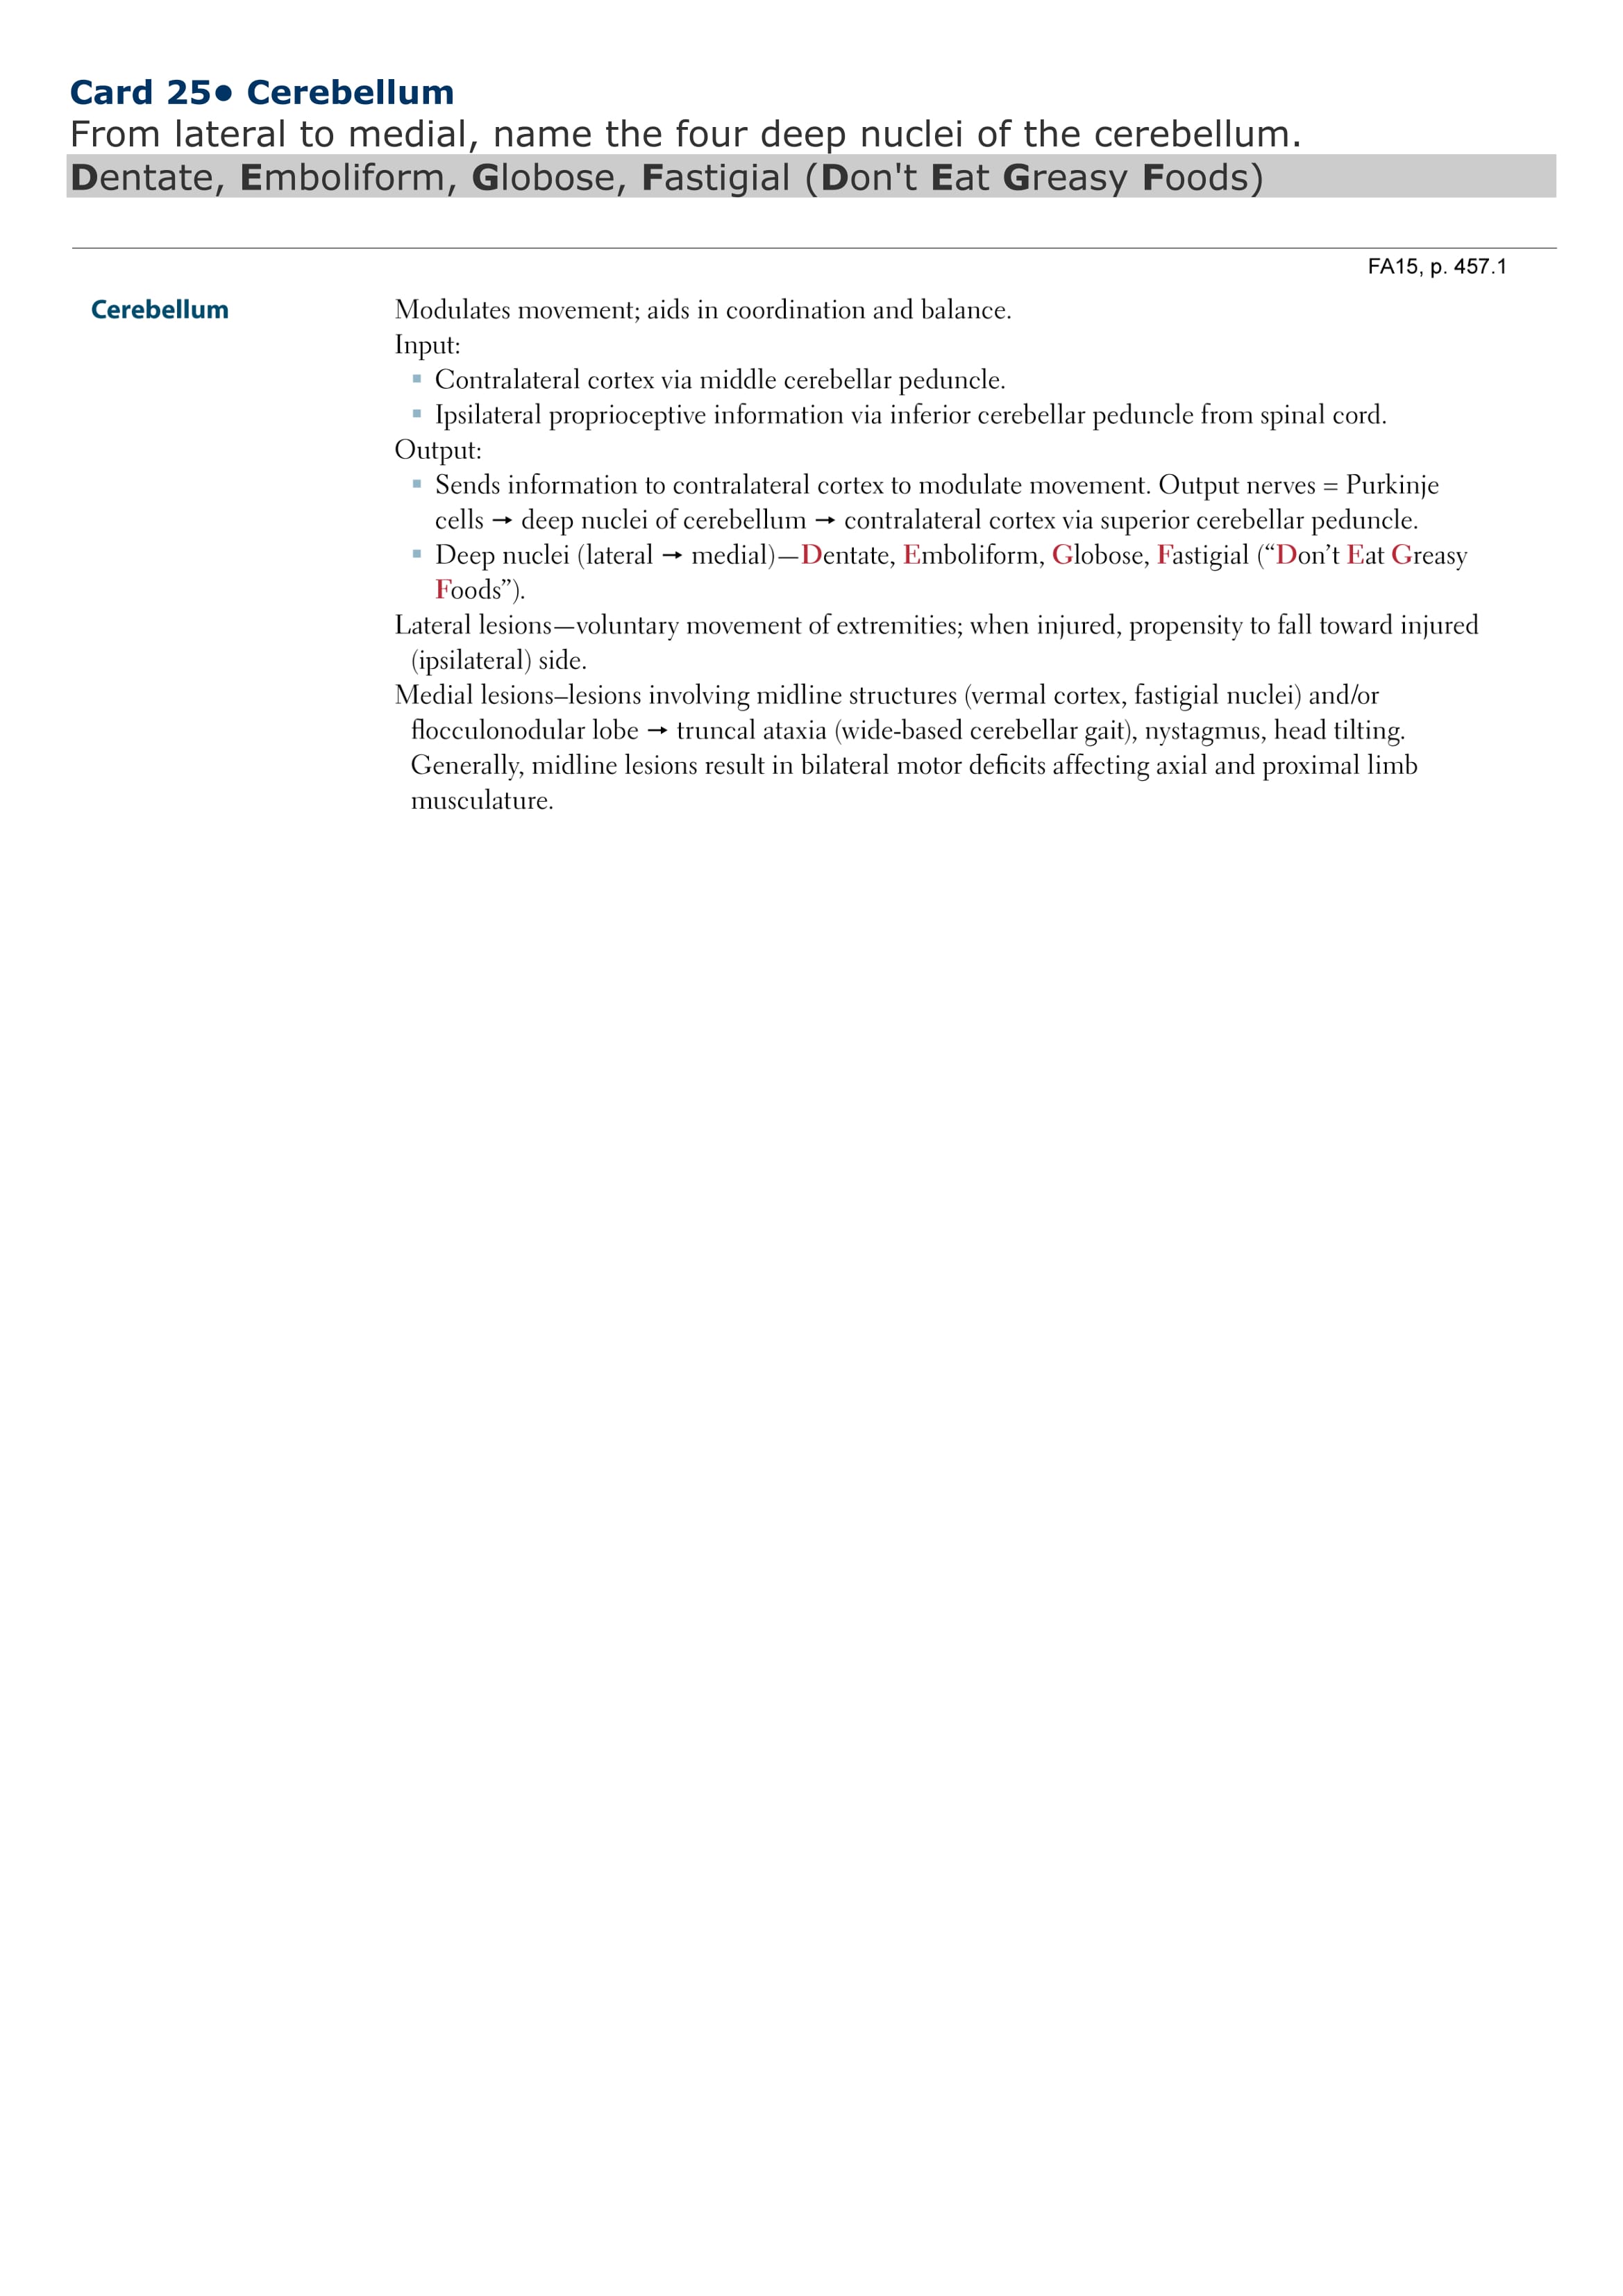 Card 25• Cerebellum
From lateral to medial, name the four deep nuclei of the cerebellum.
Dentate, Emboliform, Globose, Fastigial (Don't Eat Greasy Foods)
FA15, p. 457.1
Cerebellum
Modulates movement; aids in coordination and balance.
Input:
▪ Contralateral cortex via middle cerebellar peduncle.
▪ Ipsilateral proprioceptive information via inferior cerebellar peduncle from spinal cord.
Output:
▪ Sends information to contralateral cortex to modulate movement. Output nerves = Purkinje
cells → deep nuclei of cerebellum → contralateral cortex via superior cerebellar peduncle.
▪ Deep nuclei (lateral → medial)—Dentate, Emboliform, Globose, Fastigial (“Don’t Eat Greasy
Foods”).
Lateral lesions—voluntary movement of extremities; when injured, propensity to fall toward injured
(ipsilateral) side.
Medial lesions–lesions involving midline structures (vermal cortex, fastigial nuclei) and/or
flocculonodular lobe → truncal ataxia (wide-based cerebellar gait), nystagmus, head tilting.
Generally, midline lesions result in bilateral motor deficits affecting axial and proximal limb
musculature.